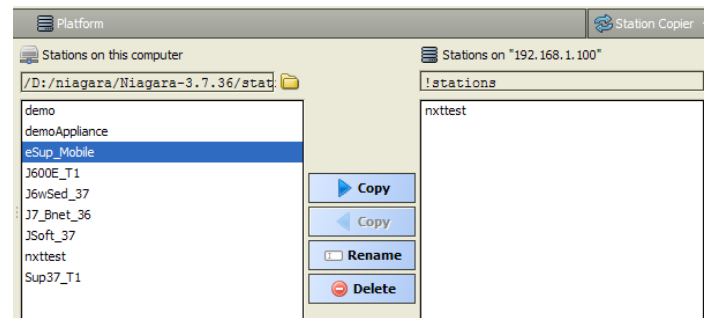 Platform
Station Copier
Stations on this computer
Stations on "192.168.1.100"
/D:/niagara/Niagara-3.7.36/stat
!stations
demo
demoAppliance
eSup_Mobile
J600E_T1
J6wSed_37
J7_Bnet_36
JSoft_37
nxttest
Sup37_T1
Copy
Copy
Rename
Delete
nxttest